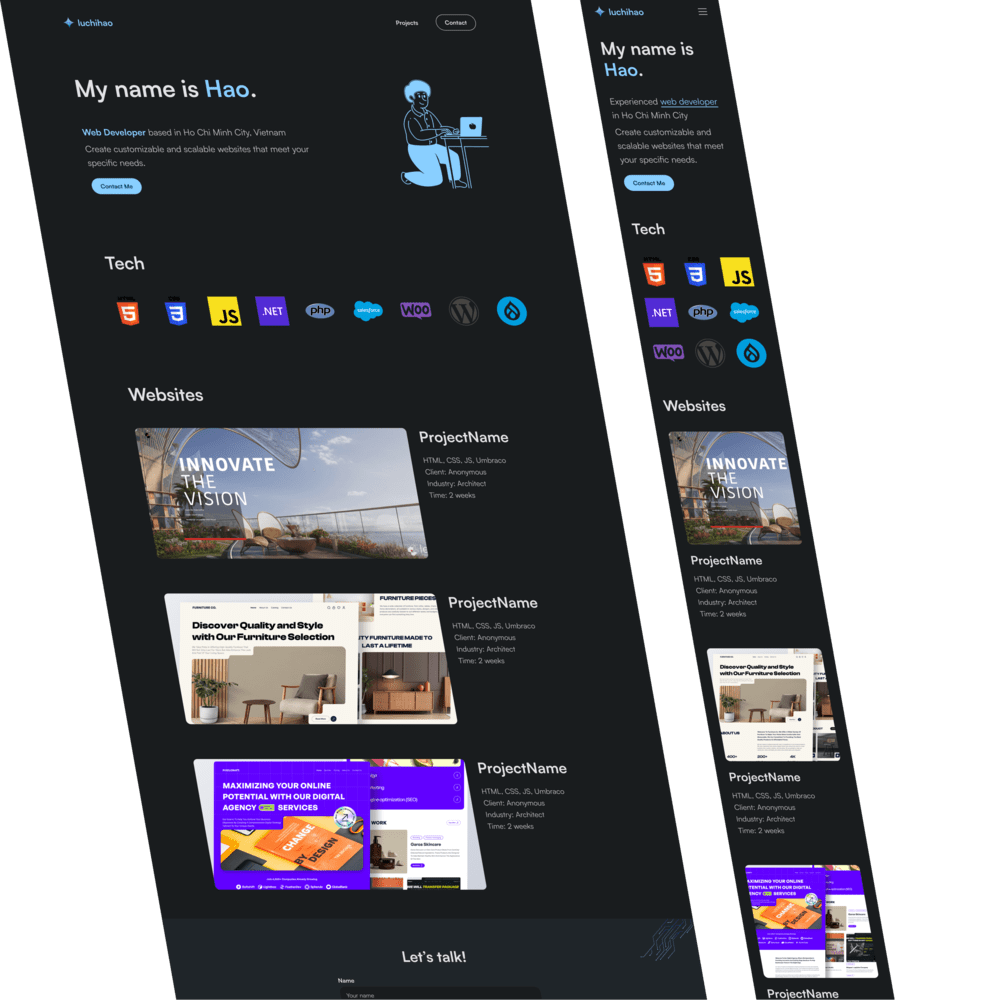 luchihao
Projects
Contact
My name is Hao.
Web Developer based in Ho Chi Minh City, Vietnam
Create customizable and scalable websites that meet your
specific needs.
Contact Me
Tech
HTML
5
CSS
3
JS
.NET
php
salesforce
WOO
W
Websites
INNOVATE
THE
VISION
ProjectName
HTML, CSS, JS, Umbraco
Client: Anonymous
Industry: Architect
Time: 2 weeks
FURNITURE CO.
Discover Quality and Style
with Our Furniture Selection
FURNITURE PIECES
TY FURNITURE MADE TO
LAST A LIFETIME
ProjectName
HTML, CSS, JS, Umbraco
Client: Anonymous
Industry: Architect
Time: 2 weeks
MAXIMIZING YOUR ONLINE
POTENTIAL WITH OUR DIGITAL
AGENCY SERVICES
CHANGE
BY DESIGN
WORK
ProjectName
HTML, CSS, JS, Umbraco
Client: Anonymous
Industry: Architect
Time: 2 weeks
Let's talk!
Name
Your name
luchihao
My name is
Hao.
Experienced web developer
in Ho Chi Minh City
Create customizable and
scalable websites that meet
your specific needs.
Contact Me
Tech
HTML
5
CSS
3
JS
.NET
php
salesforce
WOO
W
Websites
INNOVATE
THE
VISION
ProjectName
HTML, CSS, JS, Umbraco
Client: Anonymous
Industry: Architect
Time: 2 weeks
Discover Quality and Style
with Our Furniture Selection
ABOUT US
ProjectName
HTML, CSS, JS, Umbraco
Client: Anonymous
Industry: Architect
Time: 2 weeks
MAXIMIZING YOUR ONLINE
POTENTIAL WITH OUR DIGITAL
AGENCY SERVICES
CHANGE
BY DESIGN
ProjectName